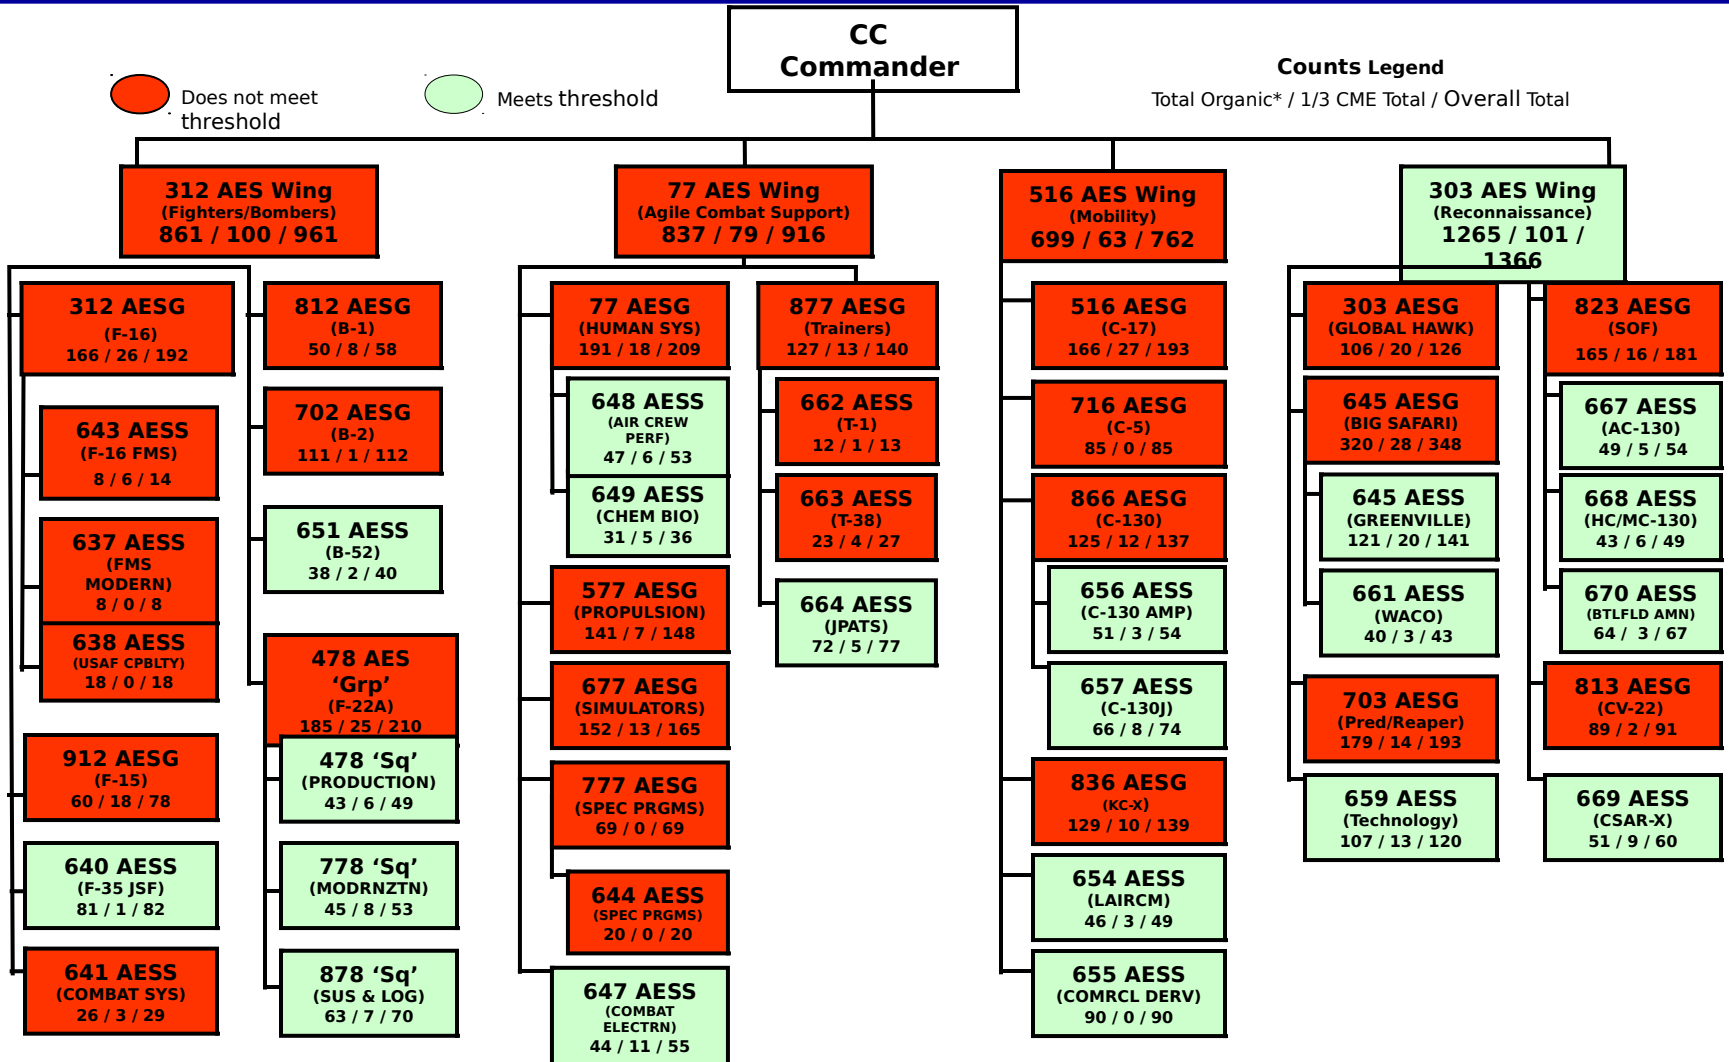 CC
Commander
Does not meet
threshold
Meets threshold
Counts Legend
Total Organic* / 1/3 CME Total / Overall Total
312 AES Wing
(Fighters/Bombers)
861 / 100 / 961
77 AES Wing
(Agile Combat Support)
837 / 79 / 916
516 AES Wing
(Mobility)
699 / 63 / 762
303 AES Wing
(Reconnaissance)
1265 / 101 /
1366
312 AESG
(F-16)
166 / 26 / 192
643 AESS
(F-16 FMS)
8 / 6 / 14
637 AESS
(FMS
MODERN)
8 / 0 / 8
638 AESS
(USAF CPBLTY)
18 / 0 / 18
912 AESG
(F-15)
60 / 18 / 78
640 AESS
(F-35 JSF)
81 / 1 / 82
641 AESS
(COMBAT SYS)
26 / 3 / 29
812 AESG
(B-1)
50 / 8 / 58
702 AESG
(B-2)
111 / 1 / 112
651 AESS
(B-52)
38 / 2 / 40
478 AES
‘Grp’
(F-22A)
185 / 25 / 210
478 ‘Sq’
(PRODUCTION)
43 / 6 / 49
778 ‘Sq’
(MODRNZTN)
45 / 8 / 53
878 ‘Sq’
(SUS & LOG)
63 / 7 / 70
77 AESG
(HUMAN SYS)
191 / 18 / 209
648 AESS
(AIR CREW
PERF)
47 / 6 / 53
649 AESS
(CHEM BIO)
31 / 5 / 36
577 AESG
(PROPULSION)
141 / 7 / 148
677 AESG
(SIMULATORS)
152 / 13 / 165
777 AESG
(SPEC PRGMS)
69 / 0 / 69
644 AESS
(SPEC PRGMS)
20 / 0 / 20
647 AESS
(COMBAT
ELECTRN)
44 / 11 / 55
877 AESG
(Trainers)
127 / 13 / 140
662 AESS
(T-1)
12 / 1 / 13
663 AESS
(T-38)
23 / 4 / 27
664 AESS
(JPATS)
72 / 5 / 77
516 AESG
(C-17)
166 / 27 / 193
716 AESG
(C-5)
85 / 0 / 85
866 AESG
(C-130)
125 / 12 / 137
656 AESS
(C-130 AMP)
51 / 3 / 54
657 AESS
(C-130J)
66 / 8 / 74
836 AESG
(KC-X)
129 / 10 / 139
654 AESS
(LAIRCM)
46 / 3 / 49
655 AESS
(COMRCL DERV)
90 / 0 / 90
303 AESG
(GLOBAL HAWK)
106 / 20 / 126
645 AESG
(BIG SAFARI)
320 / 28 / 348
645 AESS
(GREENVILLE)
121 / 20 / 141
661 AESS
(WACO)
40 / 3 / 43
703 AESG
(Pred/Reaper)
179 / 14 / 193
659 AESS
(Technology)
107 / 13 / 120
823 AESG
(SOF)
165 / 16 / 181
667 AESS
(AC-130)
49 / 5 / 54
668 AESS
(HC/MC-130)
43 / 6 / 49
670 AESS
(BTLFLD AMN)
64 / 3 / 67
813 AESG
(CV-22)
89 / 2 / 91
669 AESS
(CSAR-X)
51 / 9 / 60